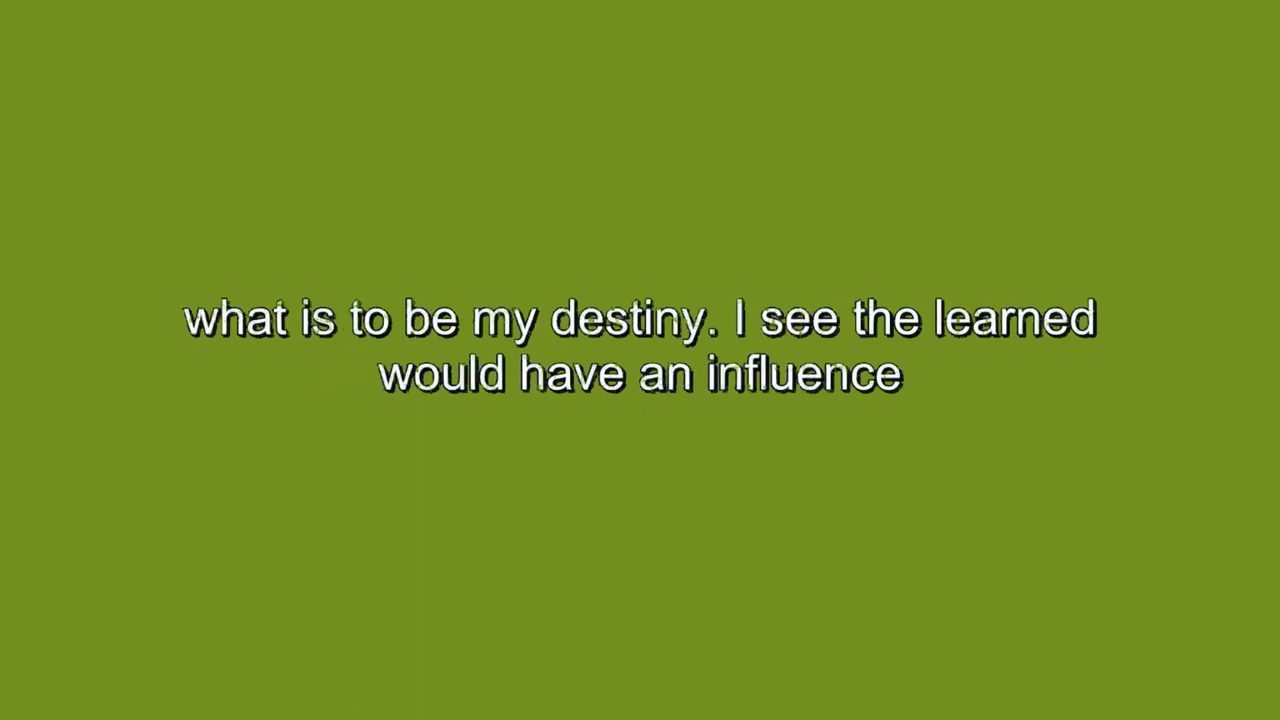 what is to be my destiny. I see the learned
would have an influence